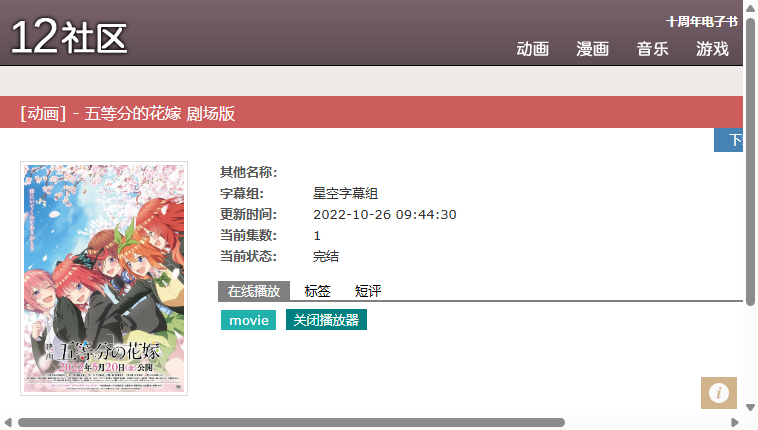 12社区
十周年电子书
动画 漫画 音乐 游戏
[动画] - 五等分的花嫁 剧场版
其他名称:
字幕组: 星空字幕组
更新时间: 2022-10-26 09:44:30
当前集数: 1
当前状态: 完结
在线播放 标签 短评
movie 关闭播放器
映画 五等分の花嫁
2022年5月20日(金)公開